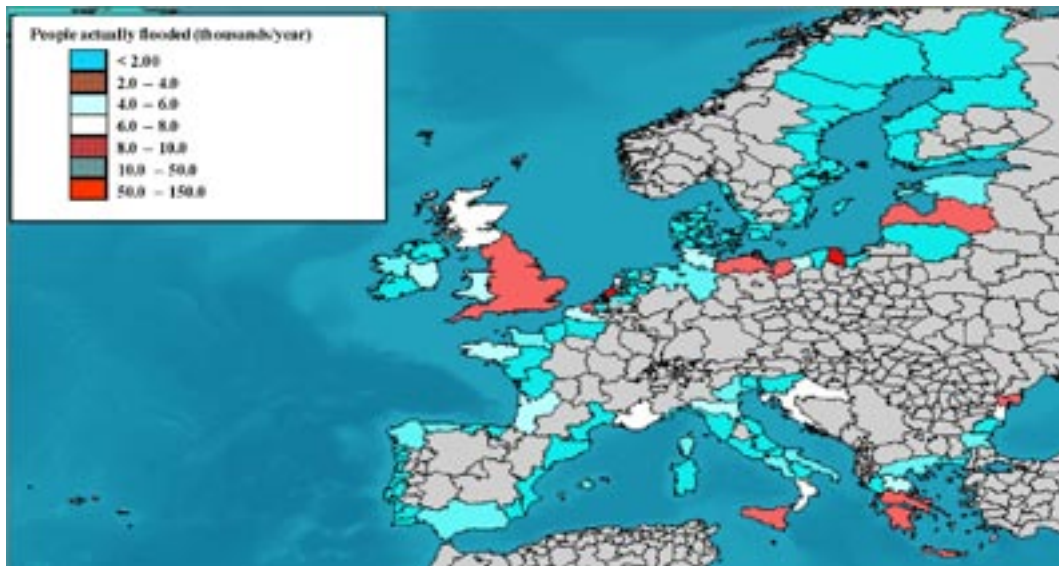 People actually flooded (thousands/year)
< 2.00
2.0 – 4.0
4.0 – 6.0
6.0 – 8.0
8.0 – 10.0
10.0 – 50.0
50.0 – 150.0